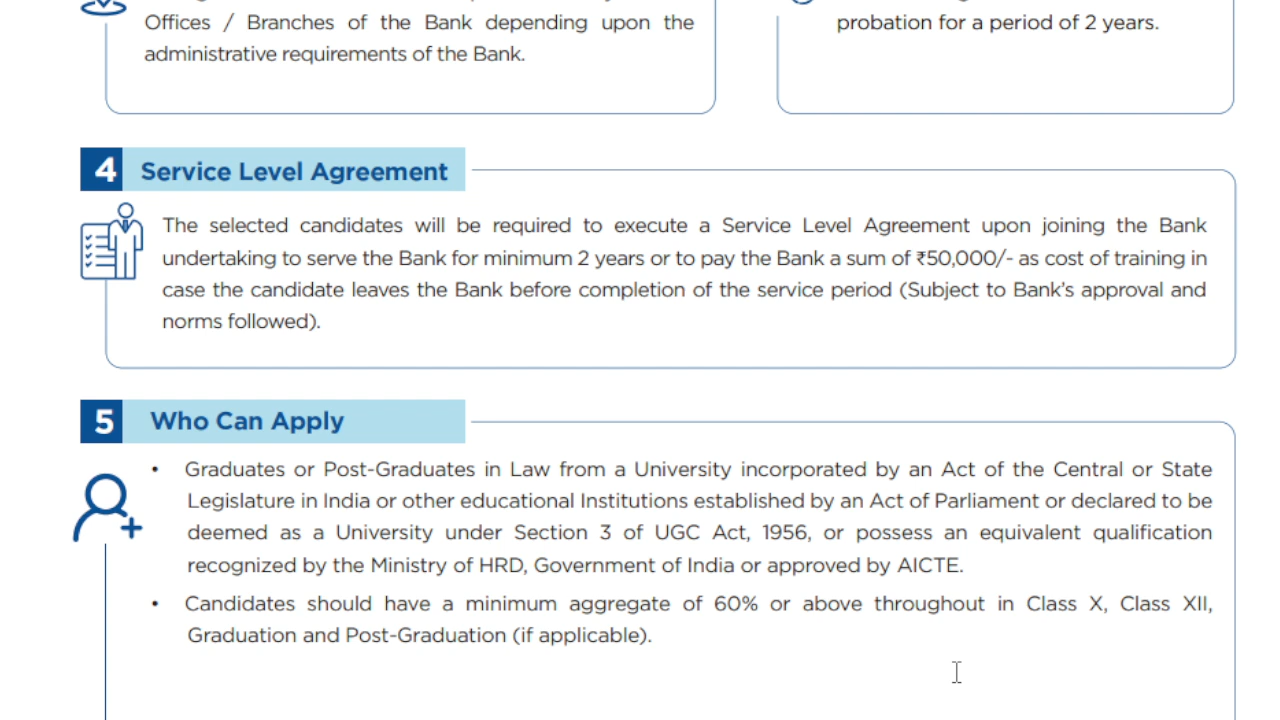 Offices / Branches of the Bank depending upon the
administrative requirements of the Bank.
probation for a period of 2 years.
4 Service Level Agreement
The selected candidates will be required to execute a Service Level Agreement upon joining the Bank
undertaking to serve the Bank for minimum 2 years or to pay the Bank a sum of ₹50,000/- as cost of training in
case the candidate leaves the Bank before completion of the service period (Subject to Bank's approval and
norms followed).
5 Who Can Apply
• Graduates or Post-Graduates in Law from a University incorporated by an Act of the Central or State
Legislature in India or other educational Institutions established by an Act of Parliament or declared to be
deemed as a University under Section 3 of UGC Act, 1956, or possess an equivalent qualification
recognized by the Ministry of HRD, Government of India or approved by AICTE.
• Candidates should have a minimum aggregate of 60% or above throughout in Class X, Class XII,
Graduation and Post-Graduation (if applicable).